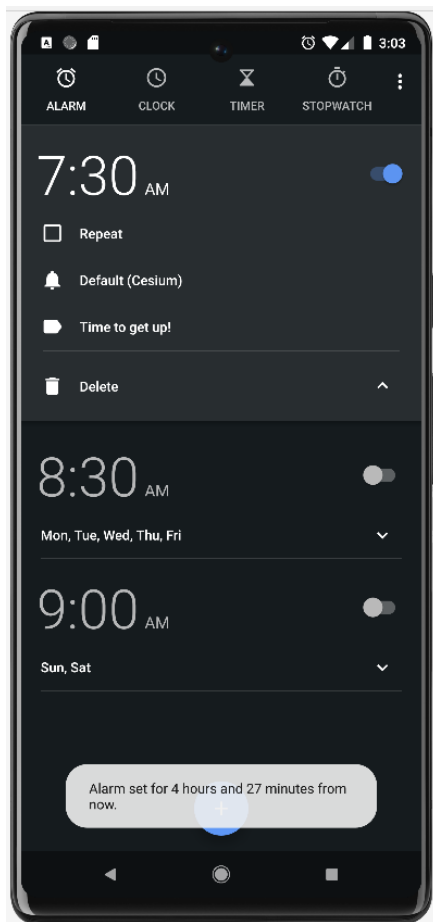 3:03
ALARM CLOCK TIMER STOPWATCH
7:30 AM
Repeat
Default (Cesium)
Time to get up!
Delete
8:30 AM
Mon, Tue, Wed, Thu, Fri
9:00 AM
Sun, Sat
Alarm set for 4 hours and 27 minutes from
now.